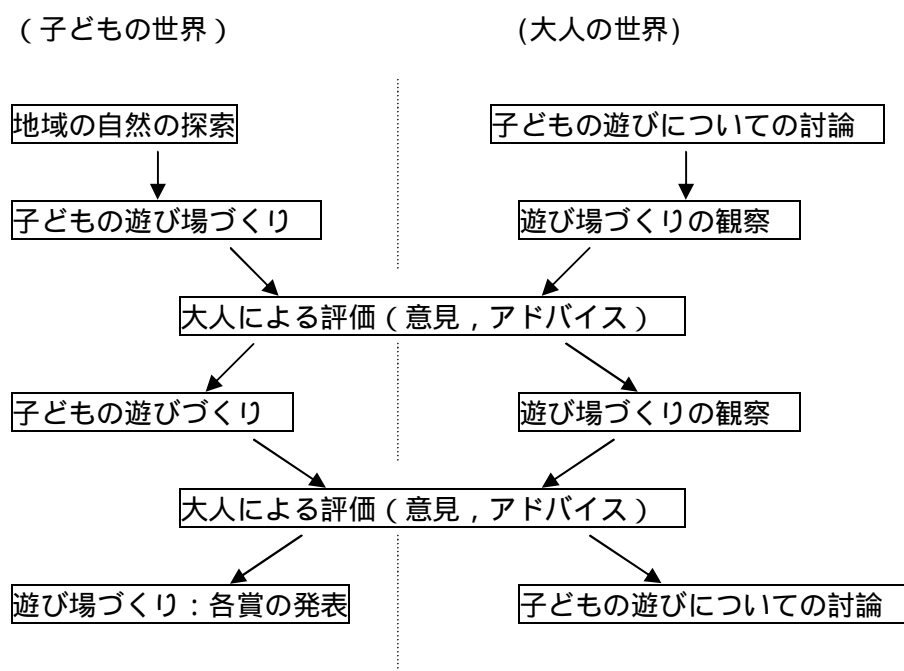 （子どもの世界） (大人の世界)
地域の自然の探索 子どもの遊びについての討論
子どもの遊び場づくり 遊び場づくりの観察
大人による評価（意見，アドバイス）
子どもの遊びづくり 遊び場づくりの観察
大人による評価（意見，アドバイス）
遊び場づくり：各賞の発表 子どもの遊びについての討論